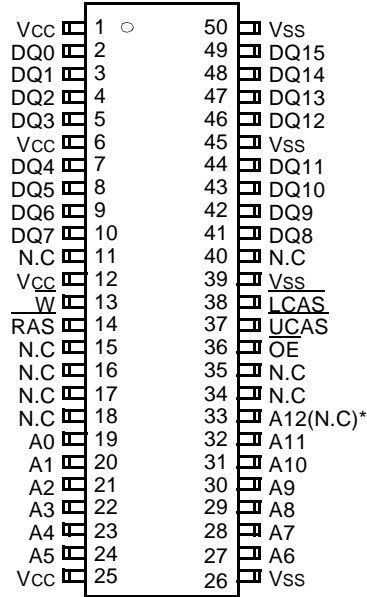 Vcc 1 50 Vss
DQ0 2 49 DQ15
DQ1 3 48 DQ14
DQ2 4 47 DQ13
DQ3 5 46 DQ12
Vcc 6 45 Vss
DQ4 7 44 DQ11
DQ5 8 43 DQ10
DQ6 9 42 DQ9
DQ7 10 41 DQ8
N.C 11 40 N.C
Vcc 12 39 Vss
W 13 38 LCAS
RAS 14 37 UCAS
N.C 15 36 OE
N.C 16 35 N.C
N.C 17 34 N.C
N.C 18 33 A12(N.C)*
A0 19 32 A11
A1 20 31 A10
A2 21 30 A9
A3 22 29 A8
A4 23 28 A7
A5 24 27 A6
Vcc 25 26 Vss